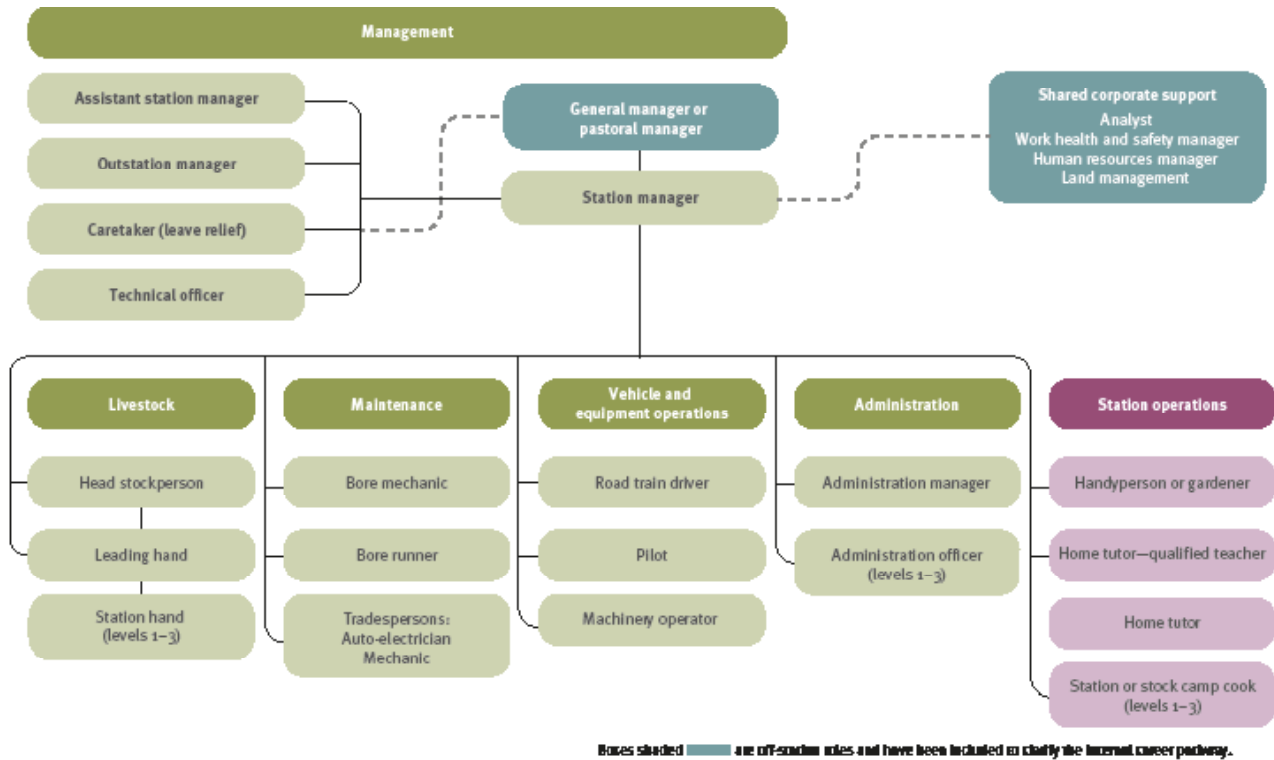 Management
Assistant station manager
Outstation manager
Caretaker (leave relief)
Technical officer
General manager or
pastoral manager
Station manager
Shared corporate support
Analyst
Work health and safety manager
Human resources manager
Land management
Livestock
Head stockperson
Leading hand
Station hand
(levels 1–3)
Maintenance
Bore mechanic
Bore runner
Tradespersons:
Auto-electrician
Mechanic
Vehicle and
equipment operations
Road train driver
Pilot
Machinery operator
Administration
Administration manager
Administration officer
(levels 1–3)
Station operations
Handyperson or gardener
Home tutor—qualified teacher
Home tutor
Station or stock camp cook
(levels 1–3)
Boxes shaded are off-station roles and have been included to clarify the internal career pathway.